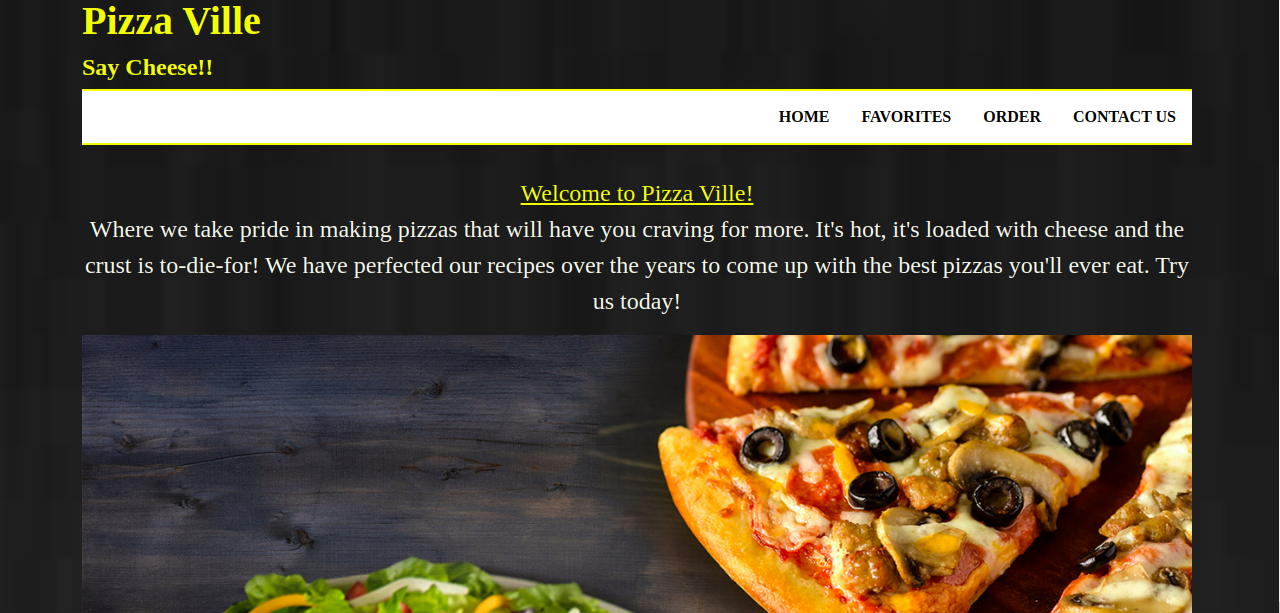 Pizza Ville
Say Cheese!!
HOME FAVORITES ORDER CONTACT US
Welcome to Pizza Ville!
Where we take pride in making pizzas that will have you craving for more. It's hot, it's loaded with cheese and the
crust is to-die-for! We have perfected our recipes over the years to come up with the best pizzas you'll ever eat. Try
us today!